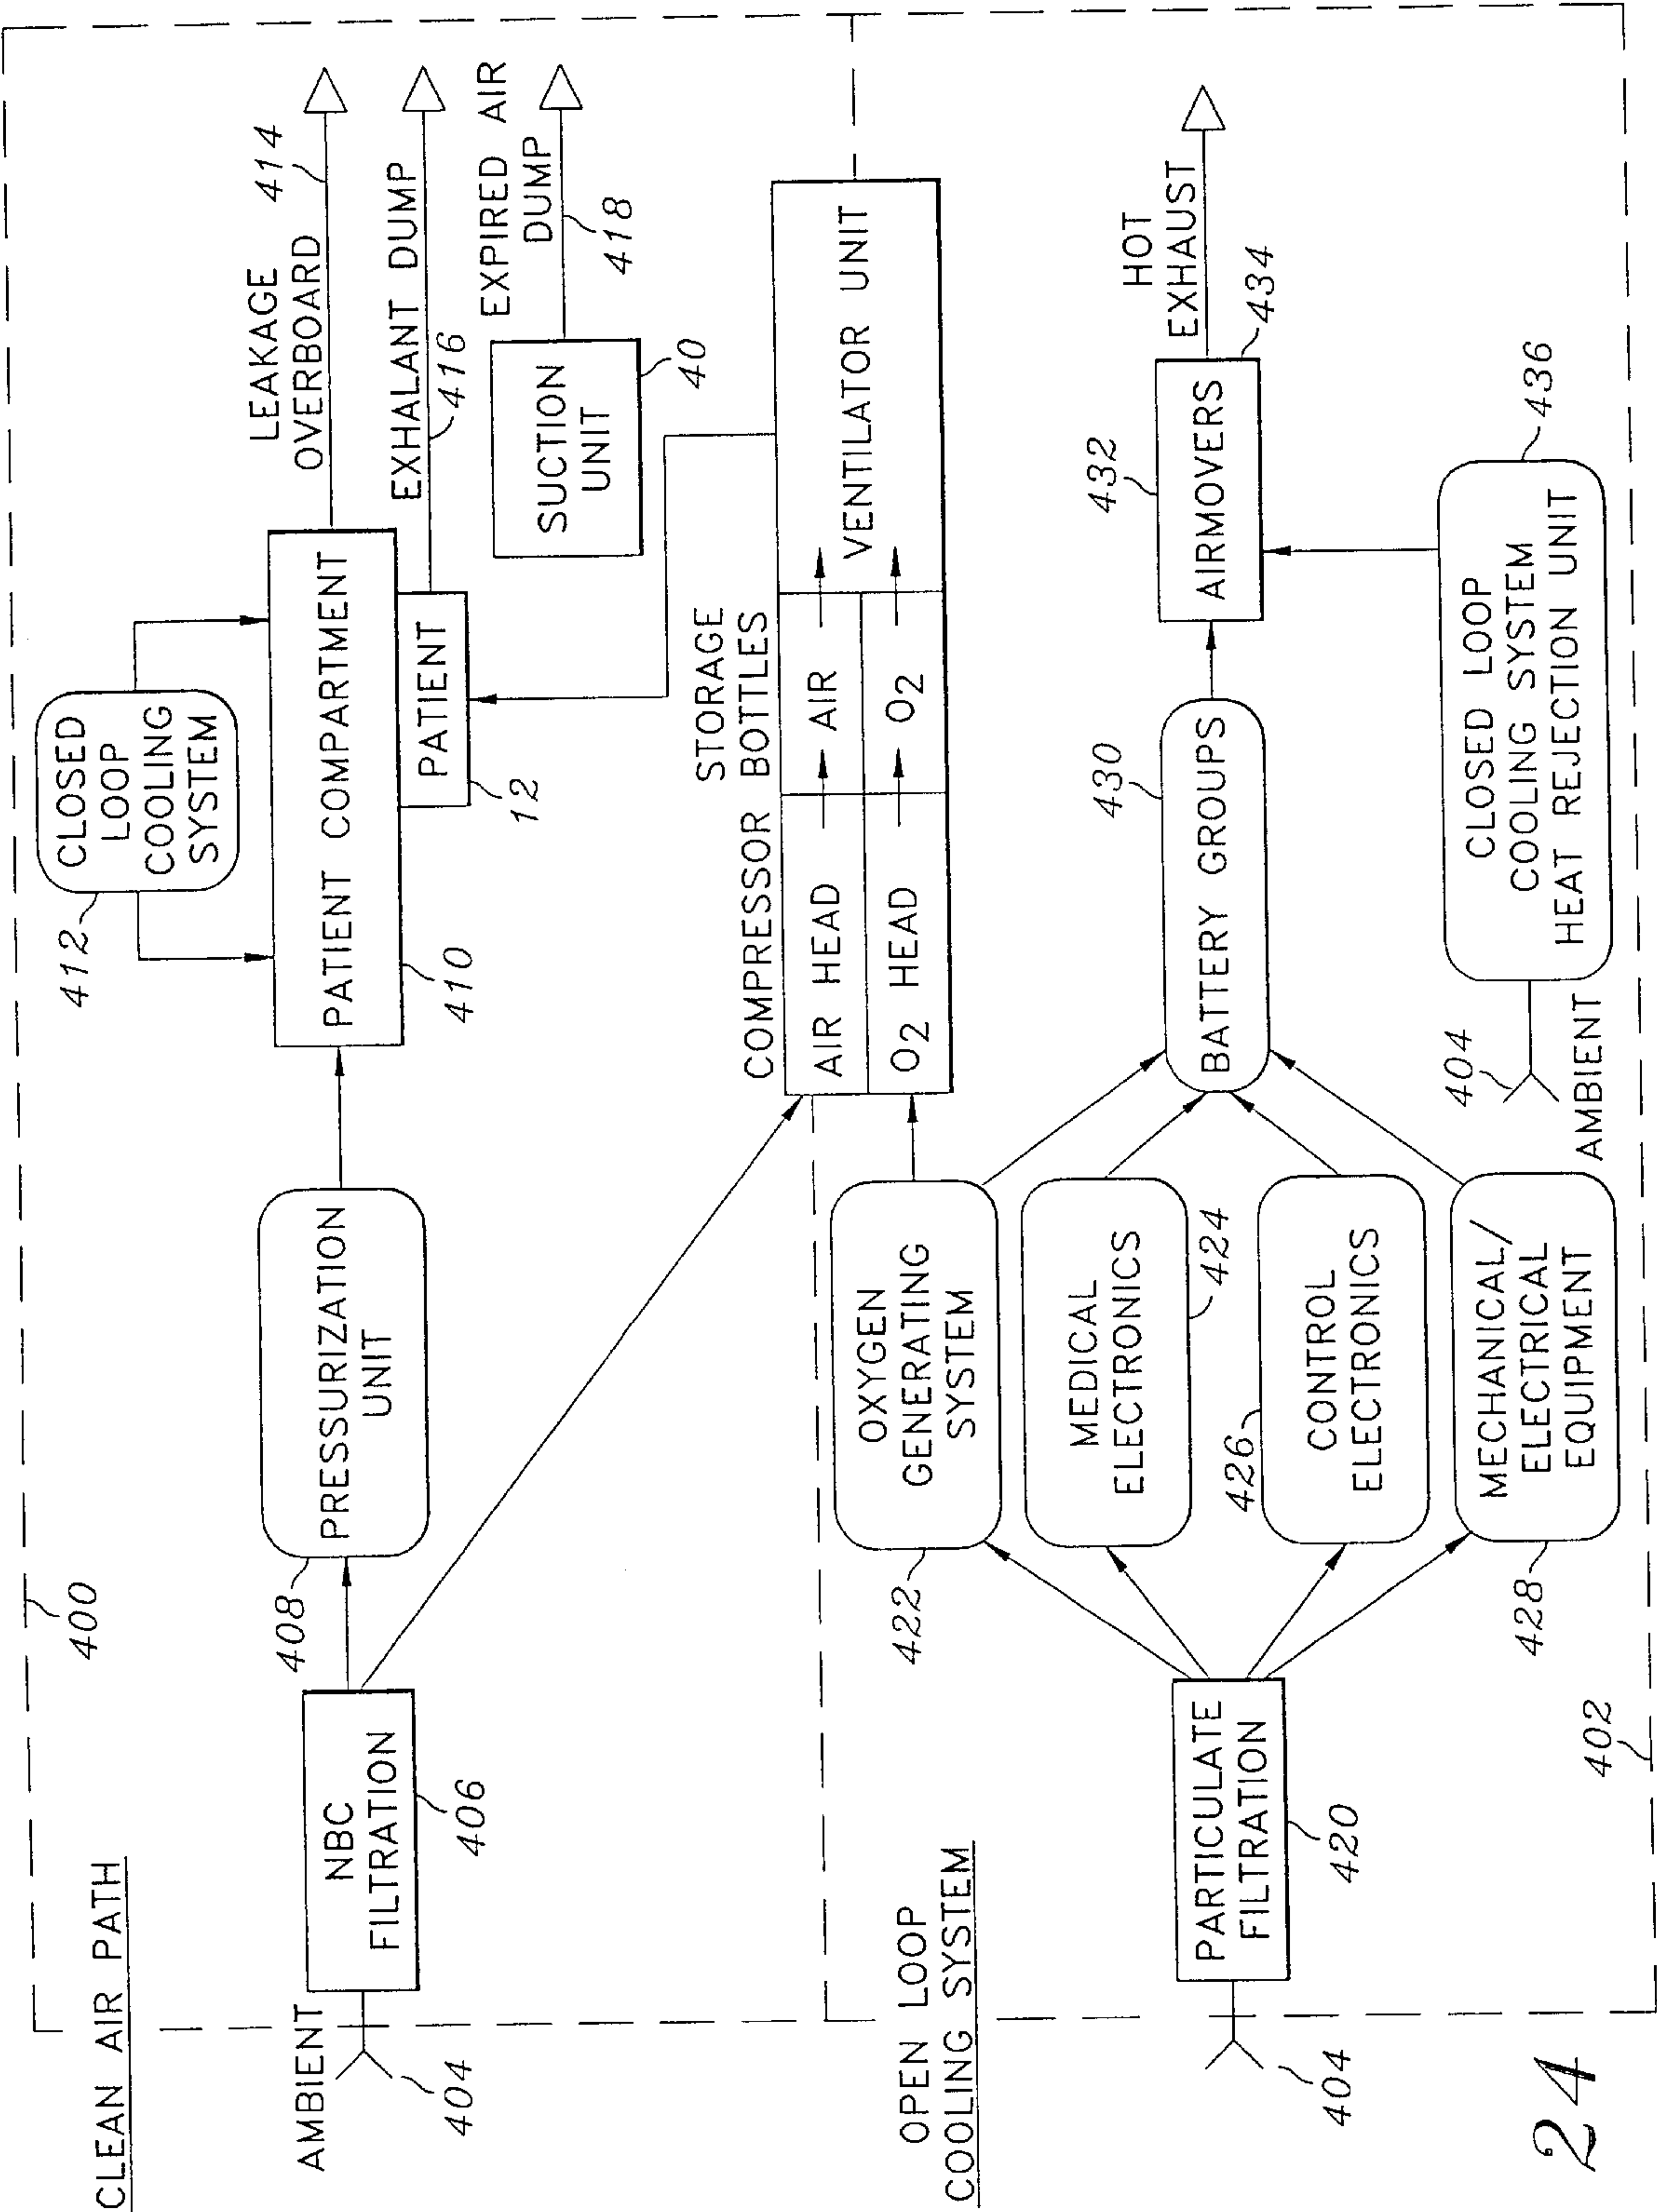 CLEAN AIR PATH
400
AMBIENT
404
NBC
FILTRATION
406
408
PRESSURIZATION
UNIT
412
CLOSED
LOOP
COOLING
SYSTEM
PATIENT COMPARTMENT
410
PATIENT
12
LEAKAGE
OVERBOARD
414
EXHALANT DUMP
416
EXPIRED AIR
DUMP
418
SUCTION
UNIT
40
STORAGE
COMPRESSOR BOTTLES
AIR HEAD
AIR
O2 HEAD
O2
VENTILATOR UNIT
OPEN LOOP
COOLING SYSTEM
404
PARTICULATE
FILTRATION
420
422
OXYGEN
GENERATING
SYSTEM
MEDICAL
ELECTRONICS
424
426
CONTROL
ELECTRONICS
MECHANICAL/
ELECTRICAL
EQUIPMENT
428
430
BATTERY GROUPS
432
AIRMOVERS
434
HOT
EXHAUST
404
AMBIENT
CLOSED LOOP
COOLING SYSTEM
HEAT REJECTION UNIT
436
402
24